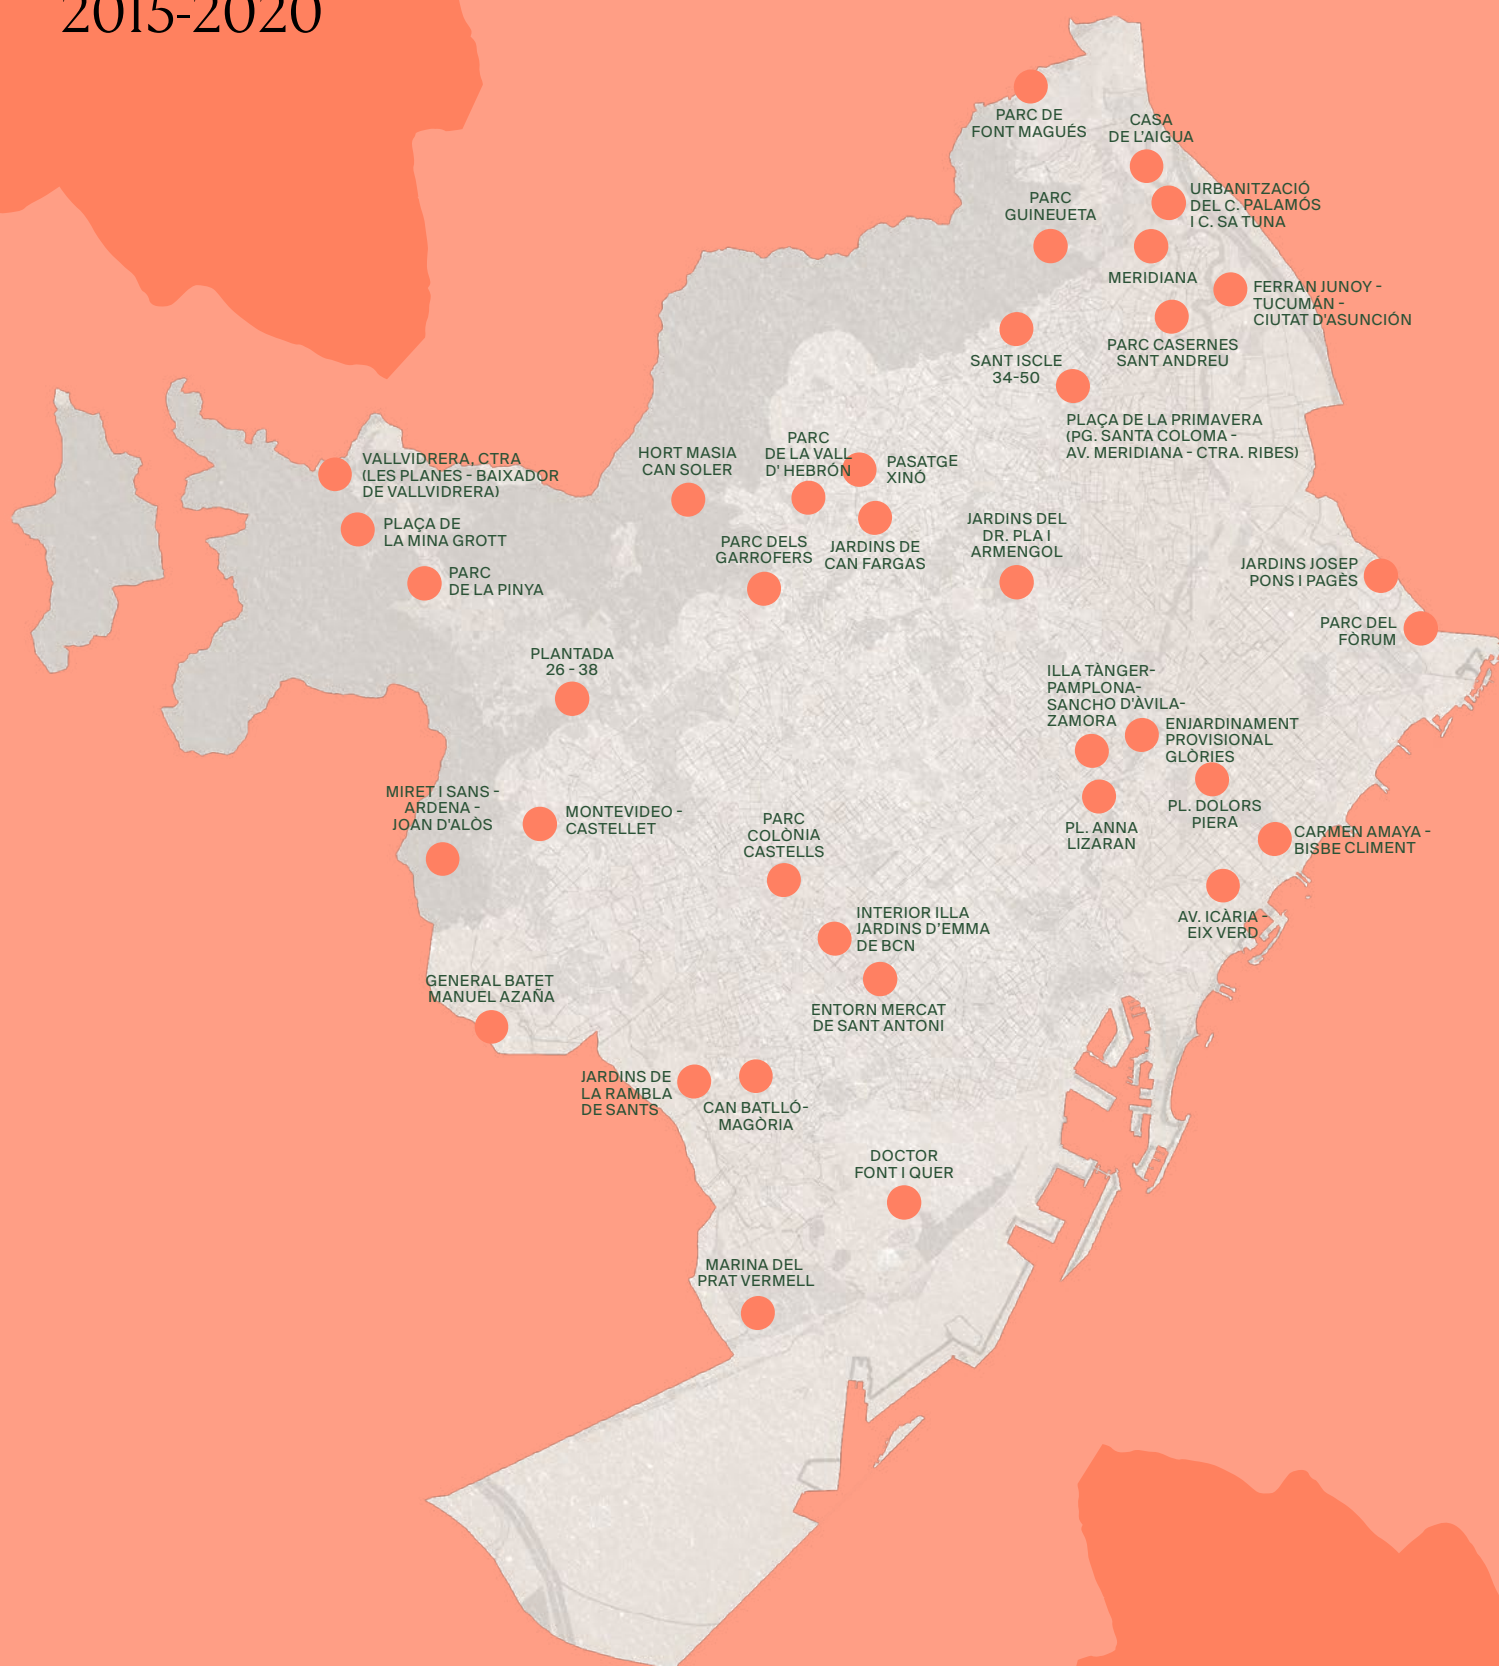 2015-2020
PARC DE
FONT MAGUÉS
CASA
DE L'AIGUA
URBANITZACIÓ
DEL C. PALAMÓS
I C. SA TUNA
PARC
GUINEUETA
MERIDIANA
FERRAN JUNOY -
TUCUMÁN -
CIUTAT D'ASUNCIÓN
PARC CASERNES
SANT ANDREU
SANT ISCLE
34-50
PLAÇA DE LA PRIMAVERA
(PG. SANTA COLOMA -
AV. MERIDIANA - CTRA. RIBES)
VALLVIDRERA, CTRA
(LES PLANES - BAIXADOR
DE VALLVIDRERA)
HORT MASIA
CAN SOLER
PARC
DE LA VALL
D' HEBRÓN
PASATGE
XINÓ
PLAÇA DE
LA MINA GROTT
PARC DELS
GARROFERS
JARDINS DE
CAN FARGAS
JARDINS DEL
DR. PLA I
ARMENGOL
JARDINS JOSEP
PONS I PAGÈS
PARC
DE LA PINYA
PARC DEL
FÒRUM
PLANTADA
26 - 38
ILLA TÀNGER-
PAMPLONA-
SANCHO D'ÀVILA-
ZAMORA
ENJARDINAMENT
PROVISIONAL
GLÒRIES
MIRET I SANS -
ARDENA -
JOAN D'ALÒS
MONTEVIDEO -
CASTELLET
PARC
COLÒNIA
CASTELLS
PL. ANNA
LIZARAN
PL. DOLORS
PIERA
CARMEN AMAYA -
BISBE CLIMENT
INTERIOR ILLA
JARDINS D'EMMA
DE BCN
AV. ICÀRIA -
EIX VERD
GENERAL BATET
MANUEL AZAÑA
ENTORN MERCAT
DE SANT ANTONI
JARDINS DE
LA RAMBLA
DE SANTS
CAN BATLLÓ-
MAGÒRIA
DOCTOR
FONT I QUER
MARINA DEL
PRAT VERMELL